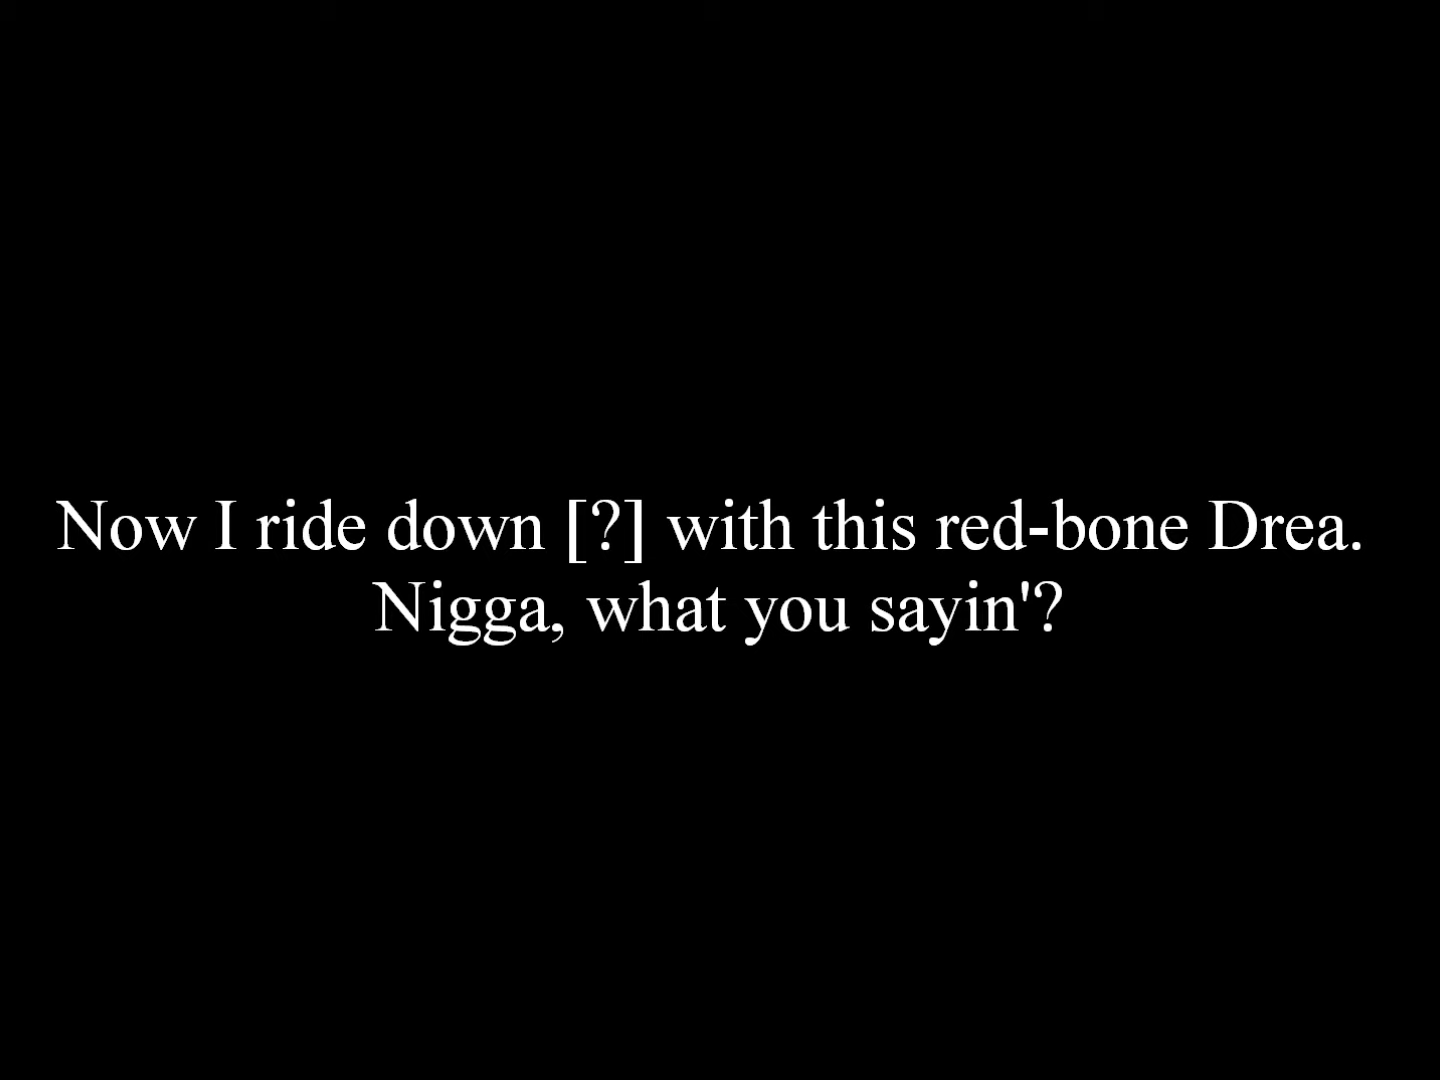 Now I ride down [?] with this red-bone Drea.
Nigga, what you sayin'?